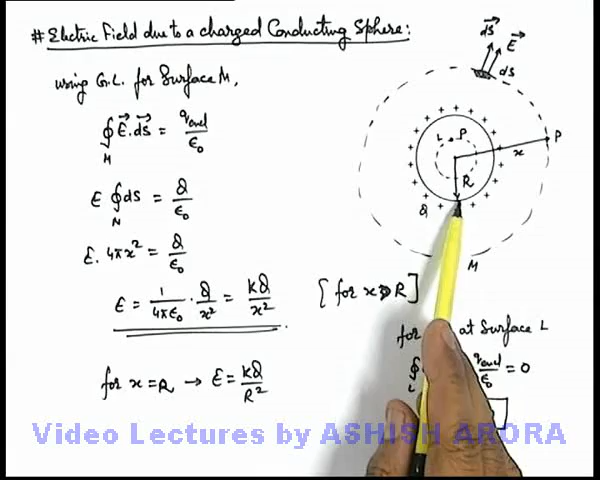 # Electric Field due to a charged Conducting Sphere:
using G.L. for Surface M,
∮ E⃗.dS⃗ = q_encl/ε₀
M
E ∮ dS = Q/ε₀
M
E. 4πx² = Q/ε₀
E = 1/4πε₀ · Q/x² = KQ/x² [for x > R]
for x = R → E = KQ/R²
dS⃗
E⃗
dS
P
x
L
P
R
Q
M
for at Surface L
∮ q_encl/ε₀ = 0
L
Video Lectures by ASHISH ARORA